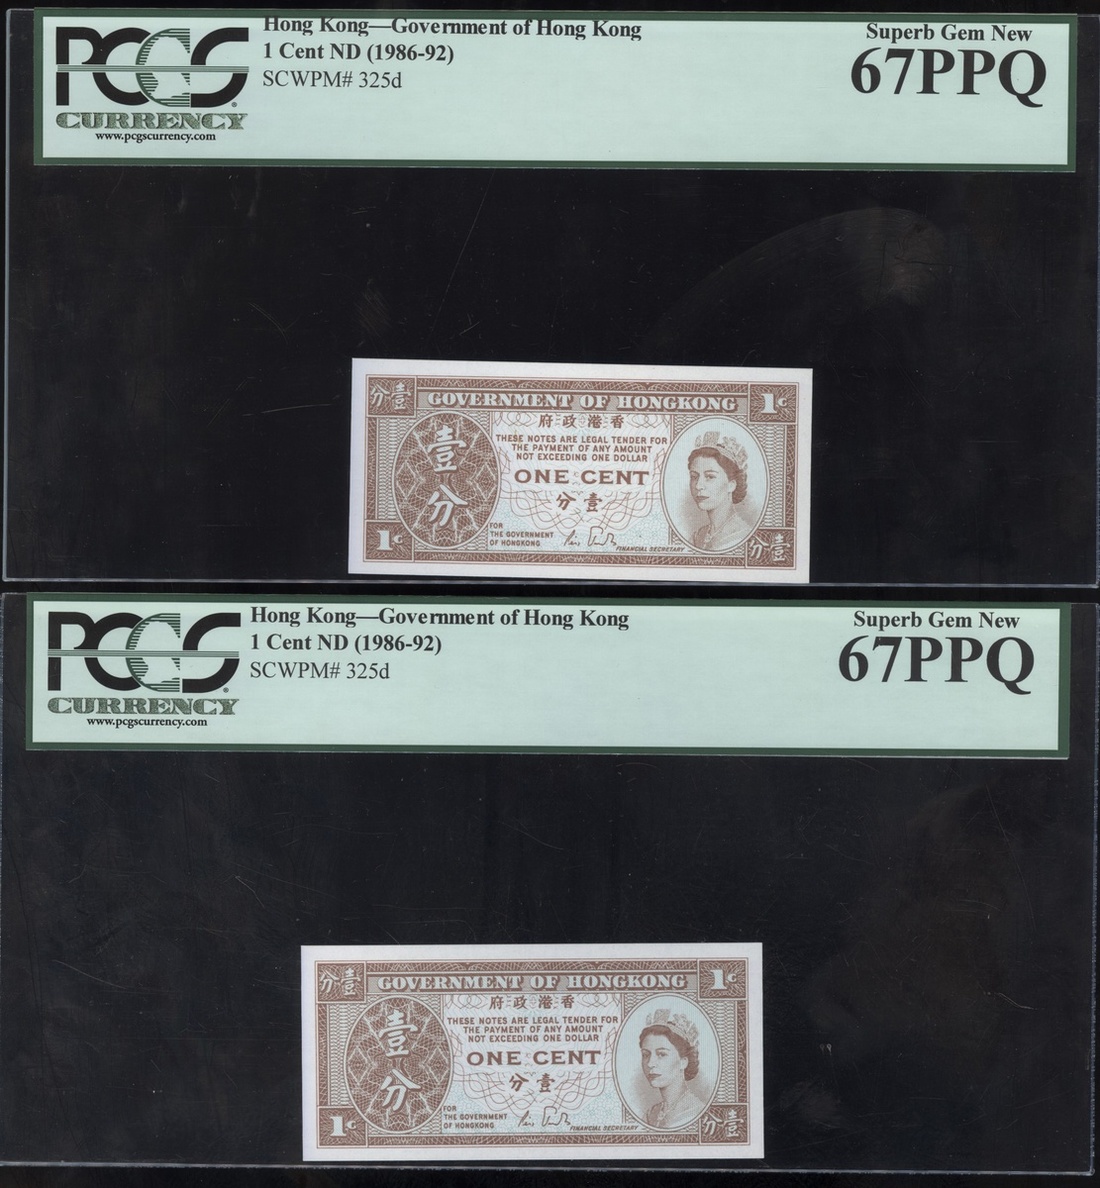 PCGS
CURRENCY
www.pcgscurrency.com
Hong Kong—Government of Hong Kong
1 Cent ND (1986-92)
SCWPM# 325d
Superb Gem New
67PPQ
分壹
GOVERNMENT OF HONGKONG
1c
府政港香
THESE NOTES ARE LEGAL TENDER FOR
THE PAYMENT OF ANY AMOUNT
NOT EXCEEDING ONE DOLLAR
壹
分
ONE CENT
分壹
FOR
THE GOVERNMENT
OF HONGKONG
FINANCIAL SECRETARY
1c
分壹
PCGS
CURRENCY
www.pcgscurrency.com
Hong Kong—Government of Hong Kong
1 Cent ND (1986-92)
SCWPM# 325d
Superb Gem New
67PPQ
分壹
GOVERNMENT OF HONGKONG
1c
府政港香
THESE NOTES ARE LEGAL TENDER FOR
THE PAYMENT OF ANY AMOUNT
NOT EXCEEDING ONE DOLLAR
壹
分
ONE CENT
分壹
FOR
THE GOVERNMENT
OF HONGKONG
FINANCIAL SECRETARY
1c
分壹